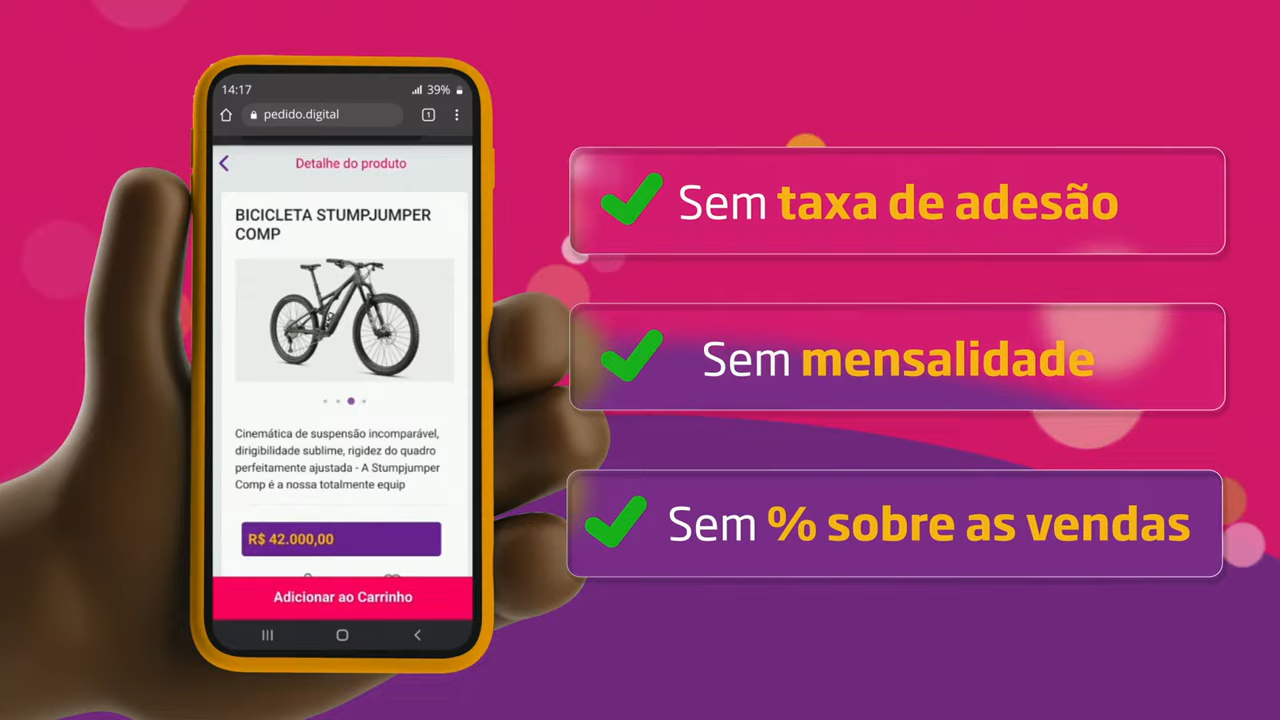 14:17
39%
pedido.digital
1
Detalhe do produto
BICICLETA STUMPJUMPER
COMP
Cinemática de suspensão incomparável,
dirigibilidade sublime, rigidez do quadro
perfeitamente ajustada - A Stumpjumper
Comp é a nossa totalmente equip
R$ 42.000,00
Adicionar ao Carrinho
Sem taxa de adesão
Sem mensalidade
Sem % sobre as vendas